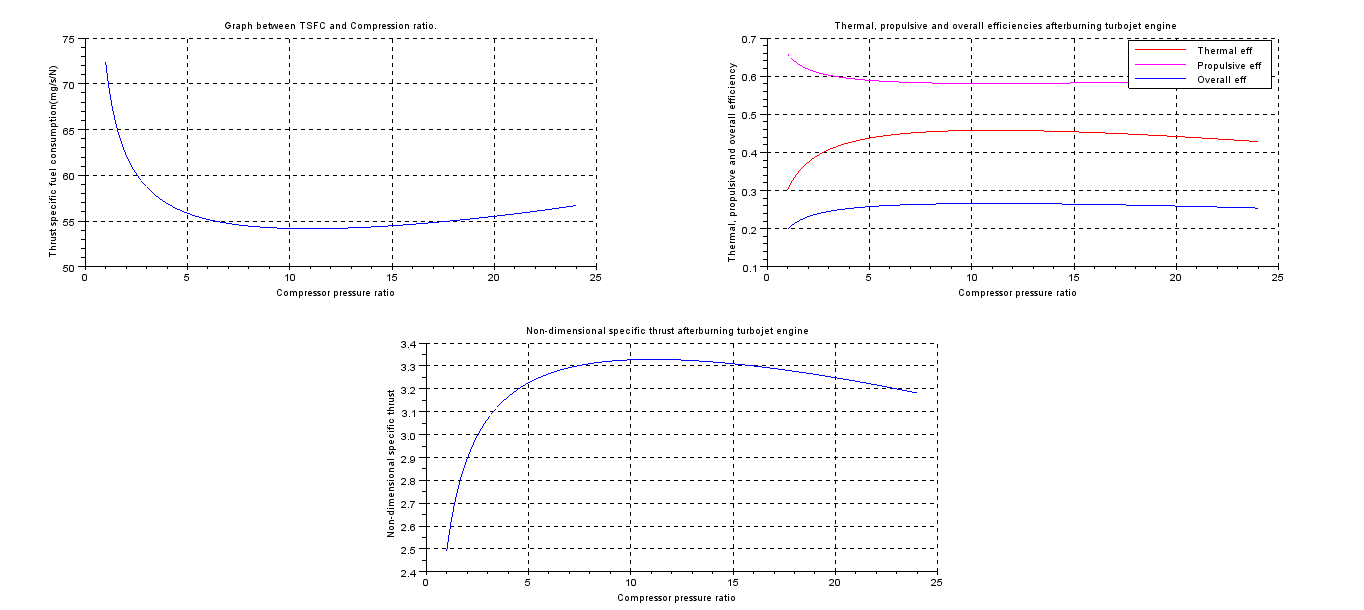 Graph between TSFC and Compression ratio.
Thrust specific fuel consumption(mg/s/N)
75
70
65
60
55
50
0 5 10 15 20 25
Compressor pressure ratio
Thermal, propulsive and overall efficiencies afterburning turbojet engine
Thermal, propulsive and overall efficiency
0.7
0.6
0.5
0.4
0.3
0.2
0.1
Thermal eff
Propulsive eff
Overall eff
0 5 10 15 20 25
Compressor pressure ratio
Non-dimensional specific thrust afterburning turbojet engine
Non-dimensional specific thrust
3.4
3.3
3.2
3.1
3.0
2.9
2.8
2.7
2.6
2.5
2.4
0 5 10 15 20 25
Compressor pressure ratio